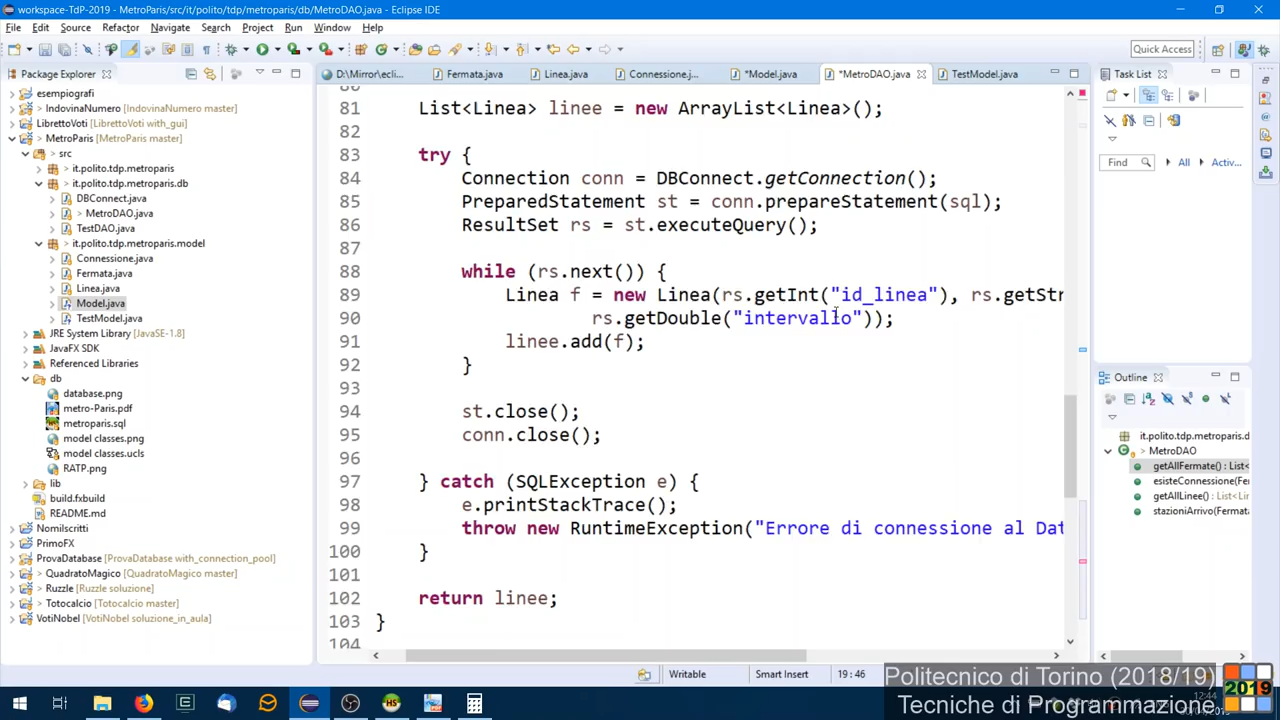 workspace-TdP-2019 - MetroParis/src/it/polito/tdp/metroparis/db/MetroDAO.java - Eclipse IDE
File Edit Source Refactor Navigate Search Project Run Window Help
Quick Access
Package Explorer
D:\Mirror\ecli... Fermata.java Linea.java Connessione.j... *Model.java *MetroDAO.java TestModel.java
Task List
esempiografi
> IndovinaNumero [IndovinaNumero master]
LibrettoVoti [LibrettoVoti with_gui]
> MetroParis [MetroParis master]
> src
> it.polito.tdp.metroparis
> it.polito.tdp.metroparis.db
DBConnect.java
> MetroDAO.java
TestDAO.java
> it.polito.tdp.metroparis.model
Connessione.java
Fermata.java
Linea.java
Model.java
TestModel.java
JRE System Library [JavaSE-1.8]
JavaFX SDK
Referenced Libraries
db
database.png
metro-Paris.pdf
metroparis.sql
model classes.png
model classes.ucls
RATP.png
lib
build.fxbuild
README.md
NomiIscritti
PrimoFX
ProvaDatabase [ProvaDatabase with_connection_pool]
> QuadratoMagico [QuadratoMagico master]
> Ruzzle [Ruzzle soluzione]
> Totocalcio [Totocalcio master]
VotiNobel [VotiNobel soluzione_in_aula]
80
81 List<Linea> linee = new ArrayList<Linea>();
82
83 try {
84 Connection conn = DBConnect.getConnection();
85 PreparedStatement st = conn.prepareStatement(sql);
86 ResultSet rs = st.executeQuery();
87
88 while (rs.next()) {
89 Linea f = new Linea(rs.getInt("id_linea"), rs.getStr
90 rs.getDouble("intervallo"));
91 linee.add(f);
92 }
93
94 st.close();
95 conn.close();
96
97 } catch (SQLException e) {
98 e.printStackTrace();
99 throw new RuntimeException("Errore di connessione al Dat
100 }
101
102 return linee;
103 }
104
Find All Activ...
Outline
it.polito.tdp.metroparis.d
> MetroDAO
getAllFermate() : List<
esisteConnessione(Fer
getAllLinee() : List<Lin
stazioniArrivo(Fermat
Writable Smart Insert 19 : 46
Politecnico di Torino (2018/19)
Tecniche di Programmazione
2019
12:44